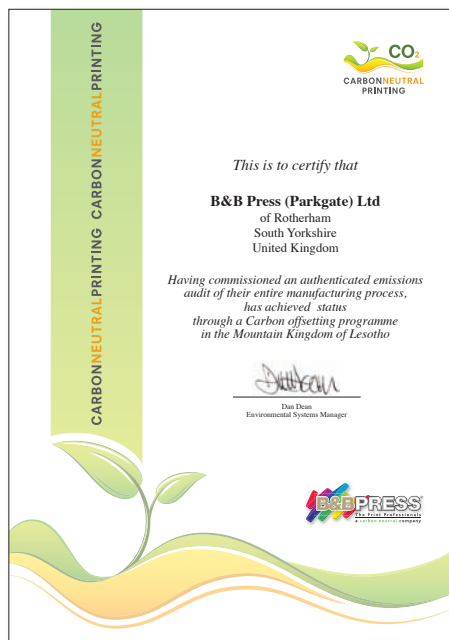 CO2
CARBONNEUTRAL
PRINTING
CARBONNEUTRALPRINTING CARBONNEUTRALPRINTING
This is to certify that
B&B Press (Parkgate) Ltd
of Rotherham
South Yorkshire
United Kingdom
Having commissioned an authenticated emissions
audit of their entire manufacturing process,
has achieved status
through a Carbon offsetting programme
in the Mountain Kingdom of Lesotho
Dan Dean
Environmental Systems Manager
B&BPRESS
The Print Professionals
a carbon neutral company